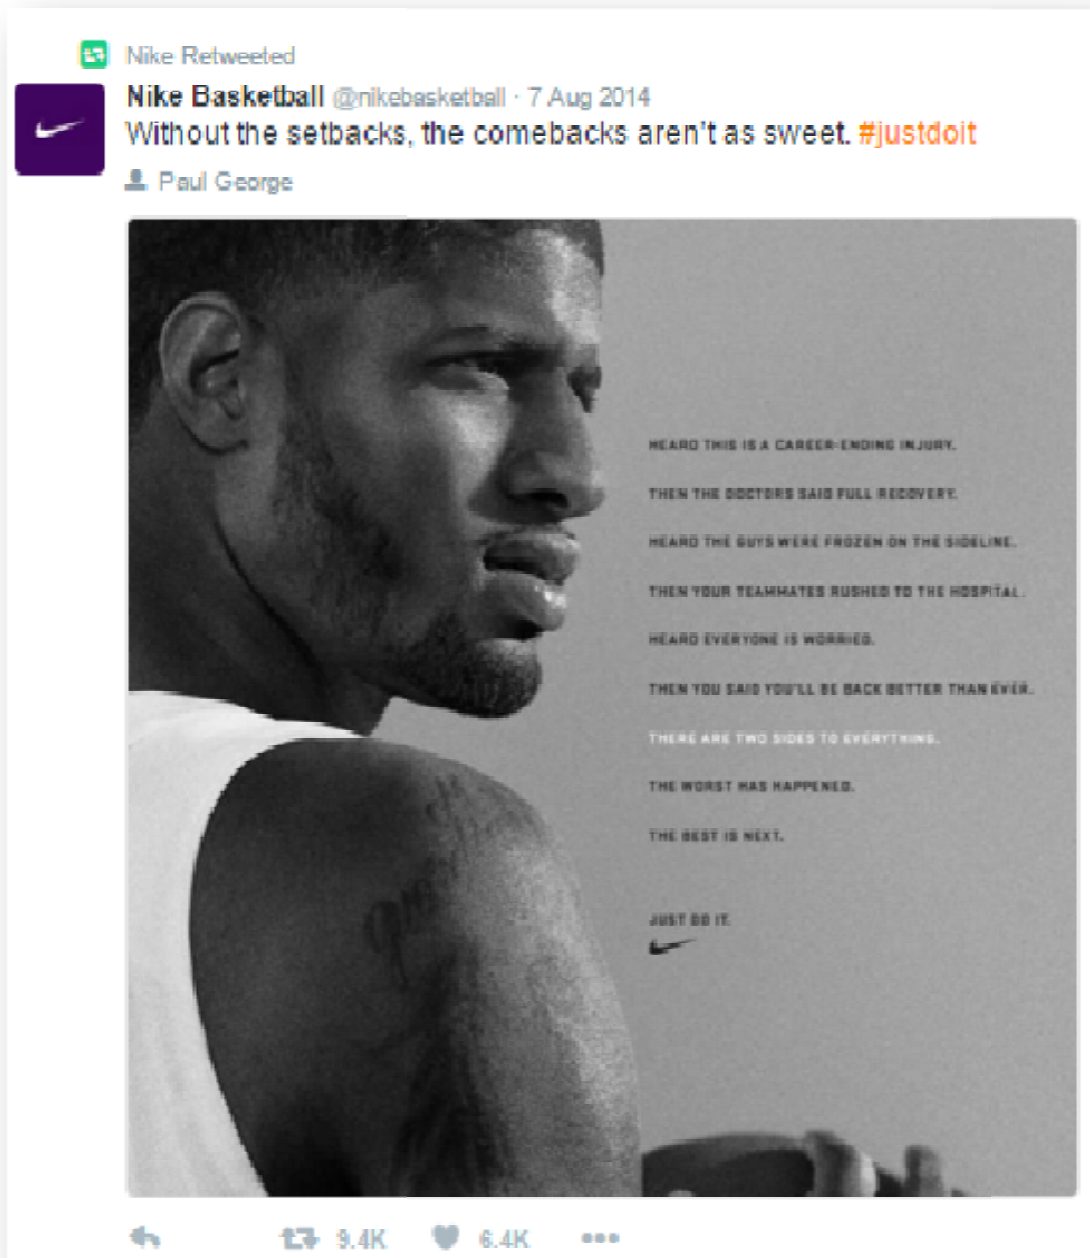 Nike Retweeted
Nike Basketball @nikebasketball · 7 Aug 2014
Without the setbacks, the comebacks aren't as sweet. #justdoit
Paul George
HEARD THIS IS A CAREER-ENDING INJURY.
THEN THE DOCTORS SAID FULL RECOVERY.
HEARD THE GUYS WERE FROZEN ON THE SIDELINE.
THEN YOUR TEAMMATES RUSHED TO THE HOSPITAL.
HEARD EVERYONE IS WORRIED.
THEN YOU SAID YOU'LL BE BACK BETTER THAN EVER.
THERE ARE TWO SIDES TO EVERYTHING.
THE WORST HAS HAPPENED.
THE BEST IS NEXT.
JUST DO IT.
9.4K 6.4K